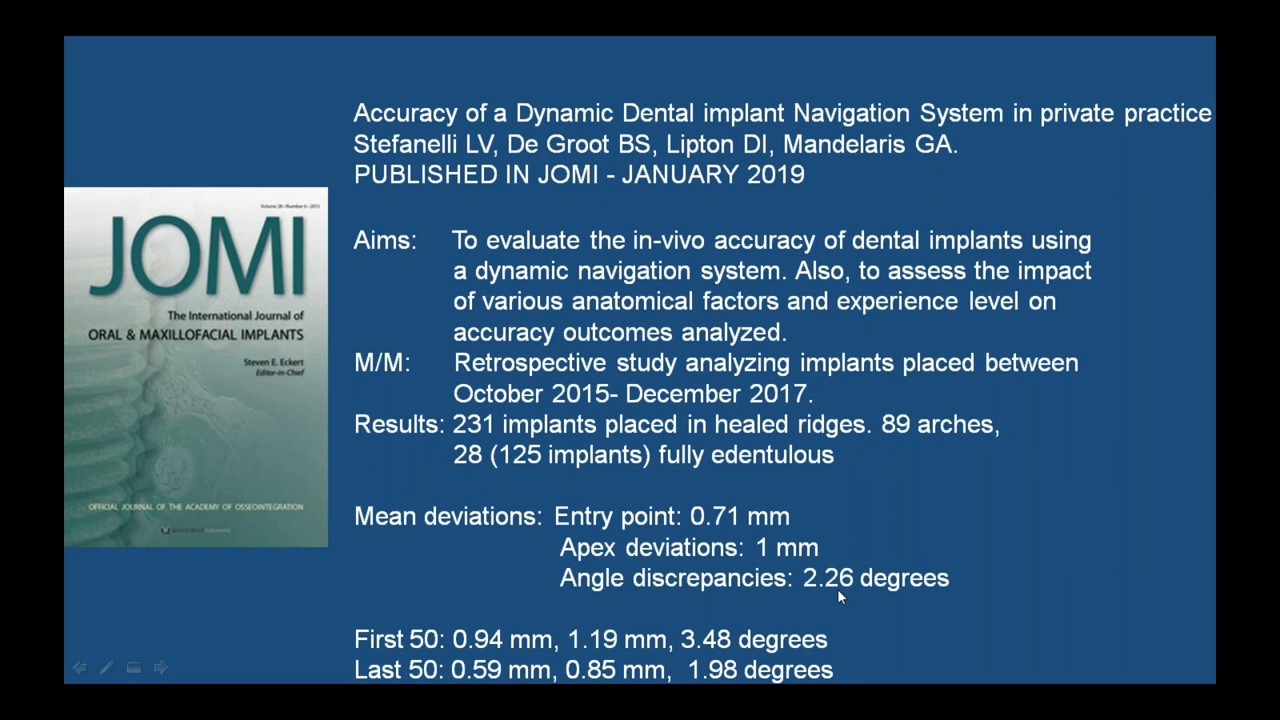 Accuracy of a Dynamic Dental implant Navigation System in private practice
Stefanelli LV, De Groot BS, Lipton DI, Mandelaris GA.
PUBLISHED IN JOMI - JANUARY 2019
Volume 28 • Number 6 • 2013
JOMI
The International Journal of
ORAL & MAXILLOFACIAL IMPLANTS
Steven E. Eckert
Editor-in-Chief
OFFICIAL JOURNAL OF THE ACADEMY OF OSSEOINTEGRATION
Aims: To evaluate the in-vivo accuracy of dental implants using
a dynamic navigation system. Also, to assess the impact
of various anatomical factors and experience level on
accuracy outcomes analyzed.
M/M: Retrospective study analyzing implants placed between
October 2015- December 2017.
Results: 231 implants placed in healed ridges. 89 arches,
28 (125 implants) fully edentulous
Mean deviations: Entry point: 0.71 mm
Apex deviations: 1 mm
Angle discrepancies: 2.26 degrees
First 50: 0.94 mm, 1.19 mm, 3.48 degrees
Last 50: 0.59 mm, 0.85 mm, 1.98 degrees